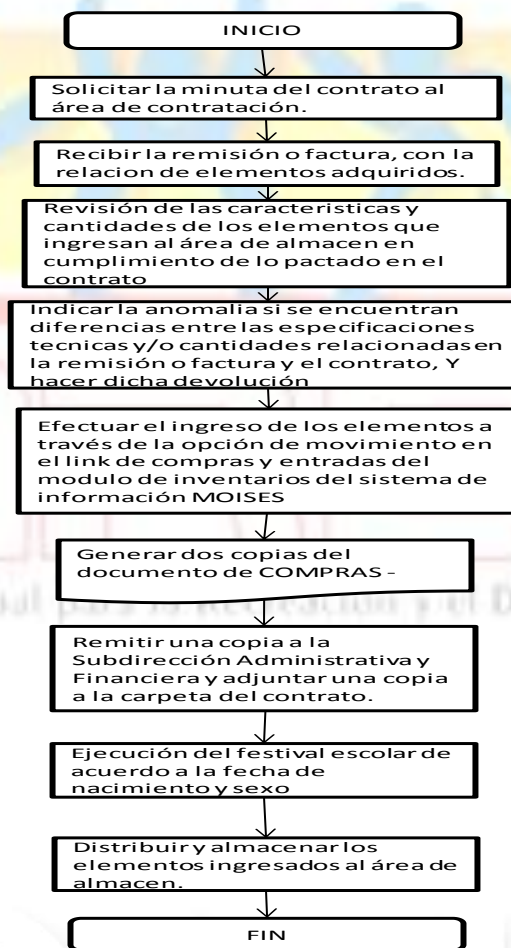 INICIO
Solicitar la minuta del contrato al
área de contratación.
Recibir la remisión o factura, con la
relacion de elementos adquiridos.
Revisión de las caracteristicas y
cantidades de los elementos que
ingresan al área de almacen en
cumplimiento de lo pactado en el
contrato
Indicar la anomalia si se encuentran
diferencias entre las especificaciones
tecnicas y/o cantidades relacionadas en
la remisión o factura y el contrato, Y
hacer dicha devolución
Efectuar el ingreso de los elementos a
través de la opción de movimiento en
el link de compras y entradas del
modulo de inventarios del sistema de
información MOISES
Generar dos copias del
documento de COMPRAS -
para la Recreación y el D
Remitir una copia a la
Subdirección Administrativa y
Financiera y adjuntar una copia
a la carpeta del contrato.
Ejecución del festival escolar de
acuerdo a la fecha de
nacimiento y sexo
Distribuir y almacenar los
elementos ingresados al área de
almacen.
FIN